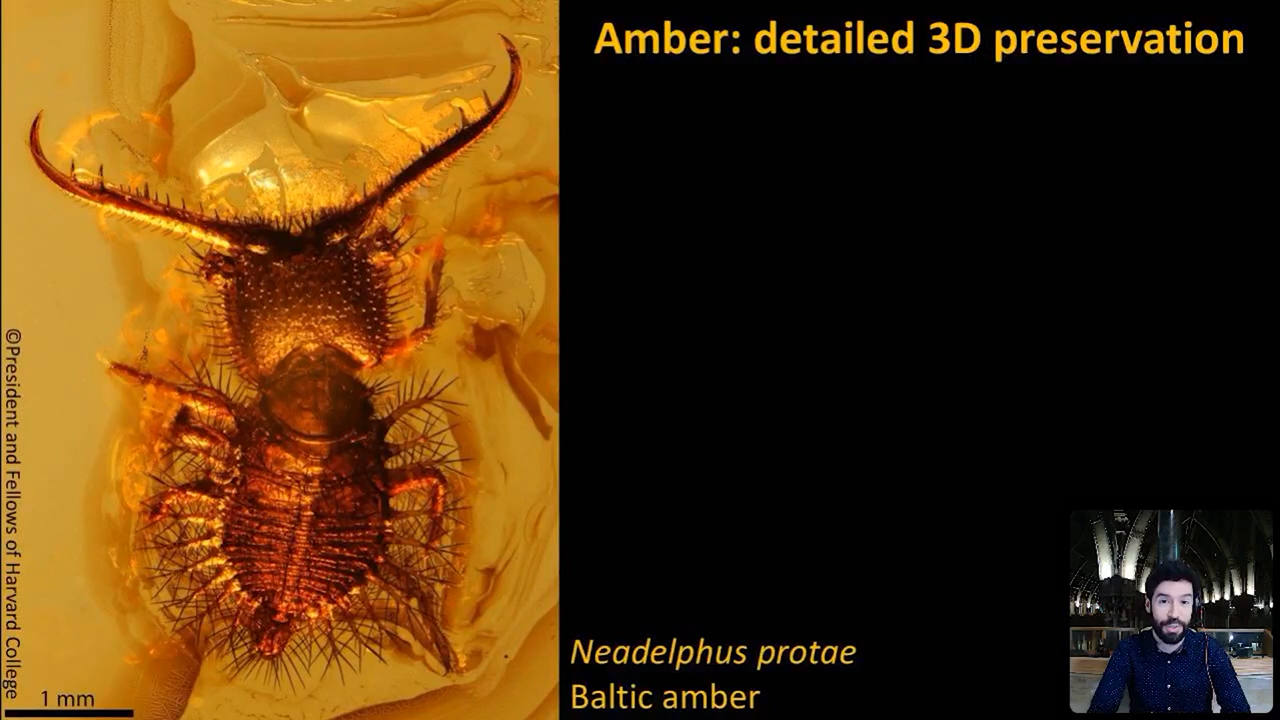 Amber: detailed 3D preservation
©President and Fellows of Harvard College
1 mm
Neadelphus protae
Baltic amber